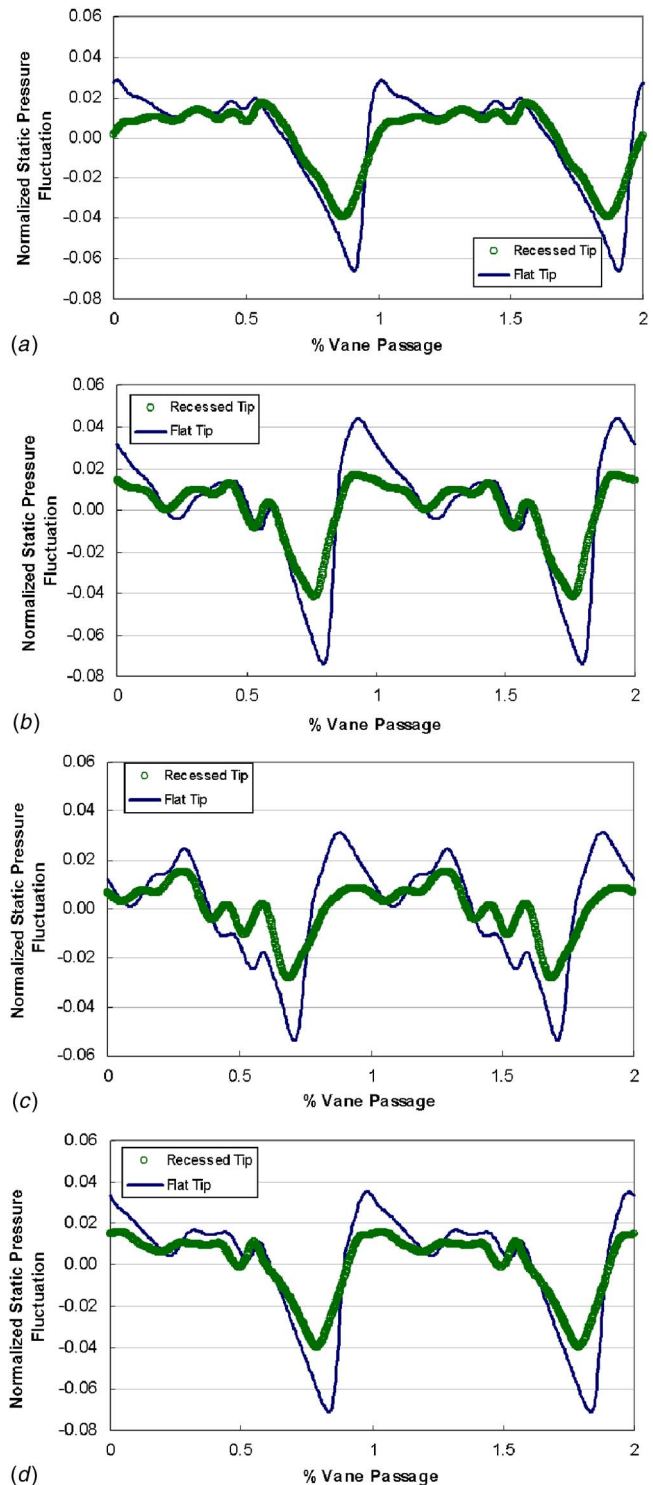 Normalized Static Pressure
Fluctuation
0.06
0.04
0.02
0.00
-0.02
-0.04
-0.06
-0.08
Recessed Tip
Flat Tip
0
0.5
1
1.5
2
% Vane Passage
(a)
Normalized Static Pressure
Fluctuation
0.06
0.04
0.02
0.00
-0.02
-0.04
-0.06
-0.08
Recessed Tip
Flat Tip
0
0.5
1
1.5
2
% Vane Passage
(b)
Normalized Static Pressure
Fluctuation
0.06
0.04
0.02
0.00
-0.02
-0.04
-0.06
Recessed Tip
Flat Tip
0
0.5
1
1.5
2
% Vane Passage
(c)
Normalized Static Pressure
Fluctuation
0.06
0.04
0.02
0.00
-0.02
-0.04
-0.06
-0.08
Recessed Tip
Flat Tip
0
0.5
1
1.5
2
% Vane Passage
(d)